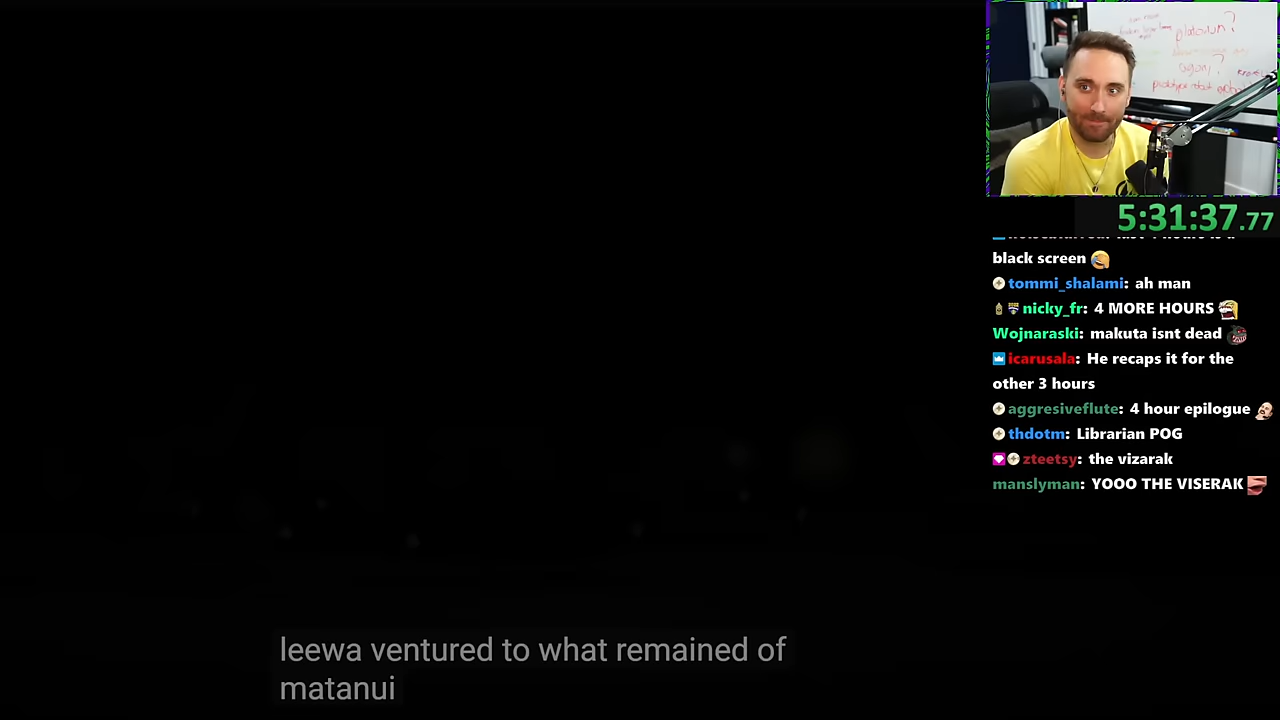 platoon?
agony?
5:31:37.77
black screen
tommi_shalami: ah man
nicky_fr: 4 MORE HOURS
Wojnaraski: makuta isnt dead
icarusala: He recaps it for the
other 3 hours
aggresiveflute: 4 hour epilogue
thdotm: Librarian POG
zteetsy: the vizarak
manslyman: YOOO THE VISERAK
leewa ventured to what remained of
matanui